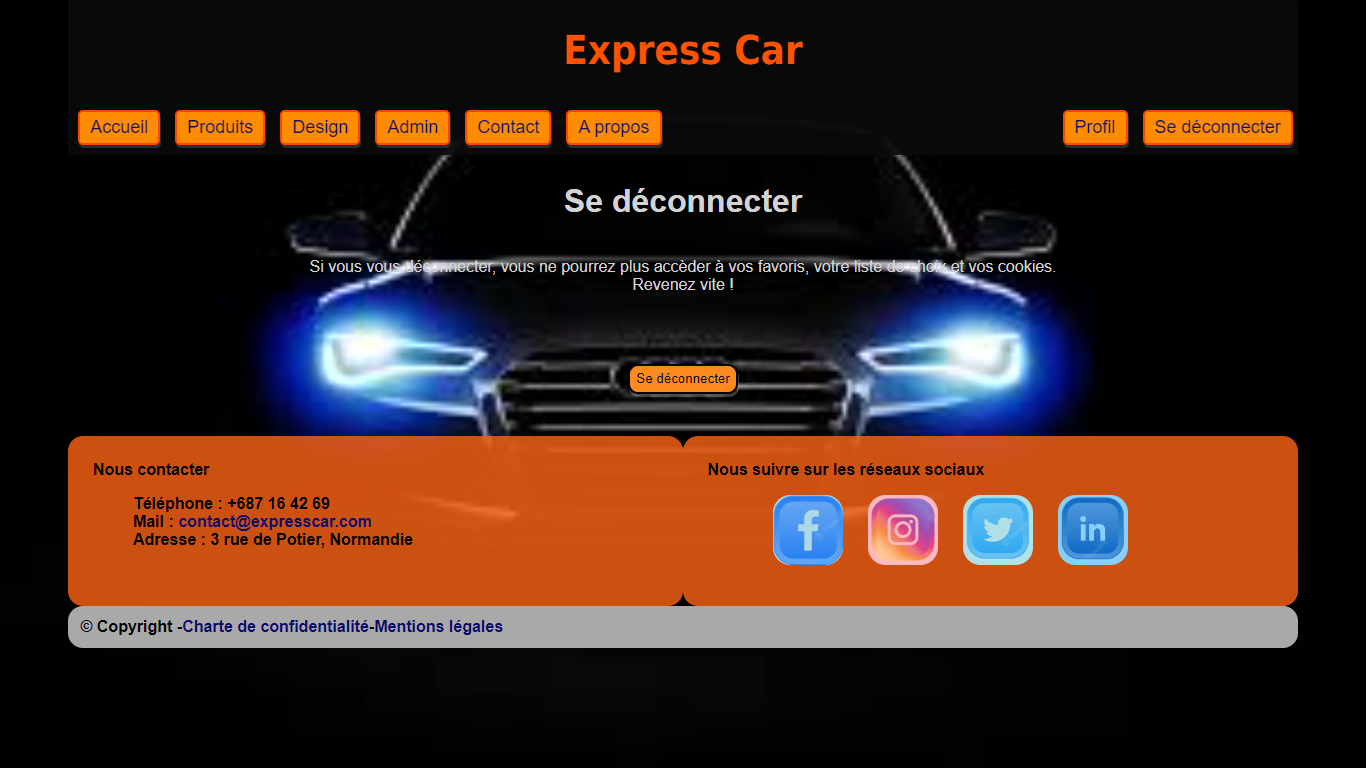 Express Car
Accueil Produits Design Admin Contact A propos Profil Se déconnecter
Se déconnecter
Si vous vous déconnecter, vous ne pourrez plus accèder à vos favoris, votre liste de choix et vos cookies.
Revenez vite !
Se déconnecter
Nous contacter
Téléphone : +687 16 42 69
Mail : contact@expresscar.com
Adresse : 3 rue de Potier, Normandie
Nous suivre sur les réseaux sociaux
© Copyright -Charte de confidentialité-Mentions légales